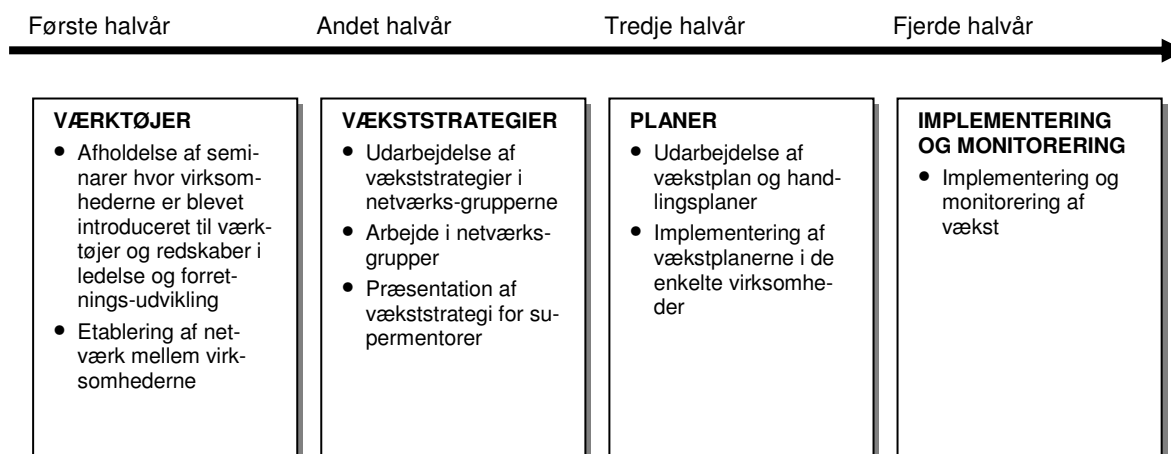 Første halvår
Andet halvår
Tredje halvår
Fjerde halvår
VÆRKTØJER
• Afholdelse af semi-
narer hvor virksom-
hederne er blevet
introduceret til værk-
tøjer og redskaber i
ledelse og forret-
nings-udvikling
• Etablering af net-
værk mellem virk-
somhederne
VÆKSTSTRATEGIER
• Udarbejdelse af
vækststrategier i
netværks-grupperne
• Arbejde i netværks-
grupper
• Præsentation af
vækststrategi for su-
permentorer
PLANER
• Udarbejdelse af
vækstplan og hand-
lingsplaner
• Implementering af
vækstplanerne i de
enkelte virksomhe-
der
IMPLEMENTERING
OG MONITORERING
• Implementering og
monitorering af
vækst